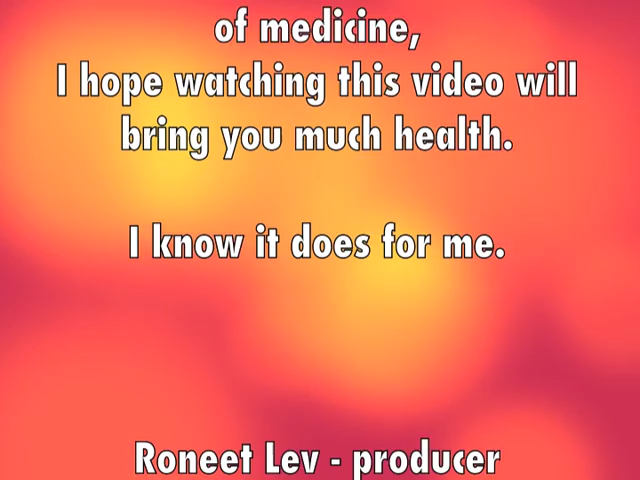 of medicine,
I hope watching this video will
bring you much health.
I know it does for me.
Roneet Lev - producer